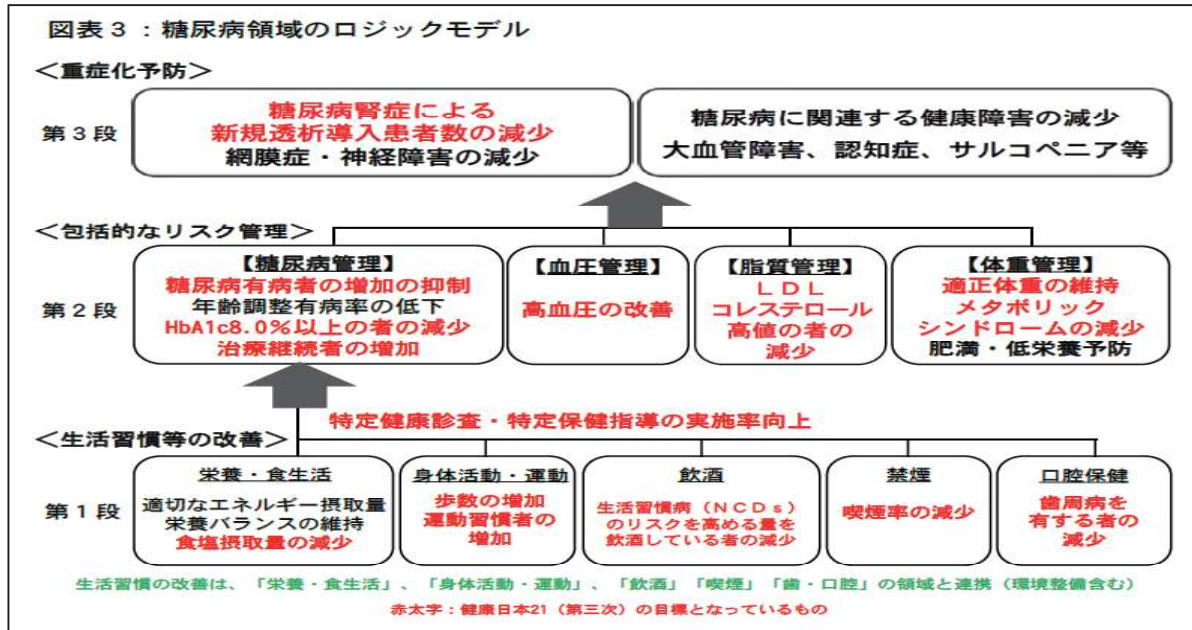 図表3：糖尿病領域のロジックモデル
＜重症化予防＞
第3段
糖尿病腎症による
新規透析導入患者数の減少
網膜症・神経障害の減少
糖尿病に関連する健康障害の減少
大血管障害、認知症、サルコペニア等
＜包括的なリスク管理＞
第2段
【糖尿病管理】
糖尿病有病者の増加の抑制
年齢調整有病率の低下
HbA1c8.0%以上の者の減少
治療継続者の増加
【血圧管理】
高血圧の改善
【脂質管理】
ＬＤＬ
コレステロール
高値の者の
減少
【体重管理】
適正体重の維持
メタボリック
シンドロームの減少
肥満・低栄養予防
特定健康診査・特定保健指導の実施率向上
＜生活習慣等の改善＞
第1段
栄養・食生活
適切なエネルギー摂取量
栄養バランスの維持
食塩摂取量の減少
身体活動・運動
歩数の増加
運動習慣者の
増加
飲酒
生活習慣病（ＮＣＤｓ）
のリスクを高める量を
飲酒している者の減少
禁煙
喫煙率の減少
口腔保健
歯周病を
有する者の
減少
生活習慣の改善は、「栄養・食生活」、「身体活動・運動」、「飲酒」「喫煙」「歯・口腔」の領域と連携（環境整備含む）
赤太字：健康日本21（第三次）の目標となっているもの